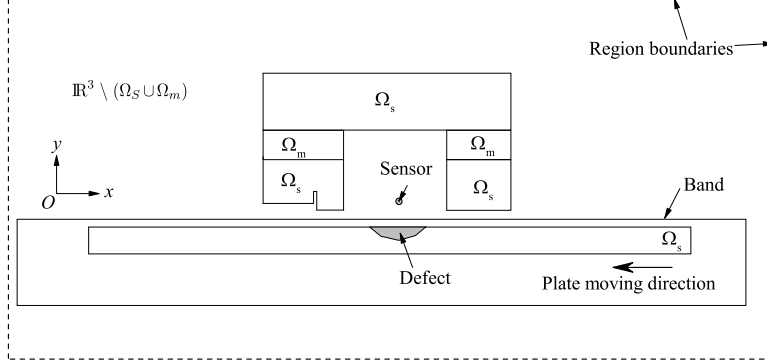 Region boundaries
ℝ³ \ (Ω_S ∪ Ω_m)
Ω_s
Ω_m
Ω_m
Sensor
Ω_s
Ω_s
y
O
x
Band
Ω_s
Defect
Plate moving direction